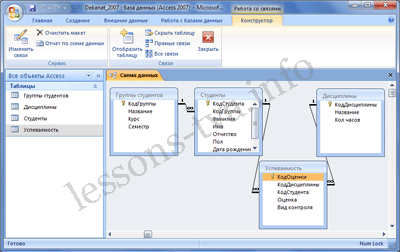 Dekanat_2007 : база данных (Access 2007) - Microsof...
Работа со связями
Главная
Создание
Внешние данные
Работа с базами данных
Конструктор
Изменить связи
Очистить макет
Отчет по схеме данных
Сервис
Отобразить таблицу
Скрыть таблицу
Прямые связи
Все связи
Связи
Закрыть
Все объекты Access
Таблицы
Группы студентов
Дисциплины
Студенты
Успеваемость
Схема данных
Группы студентов
КодГруппы
Название
Курс
Семестр
Студенты
КодСтудента
КодГруппы
Фамилия
Имя
Отчество
Пол
Дата рождения
Дисциплины
КодДисциплины
Название
Кол часов
Успеваемость
КодОценки
КодДисциплины
КодСтудента
Оценка
Вид контроля
1
1
1
lessons-tva.info
Готово
Num Lock